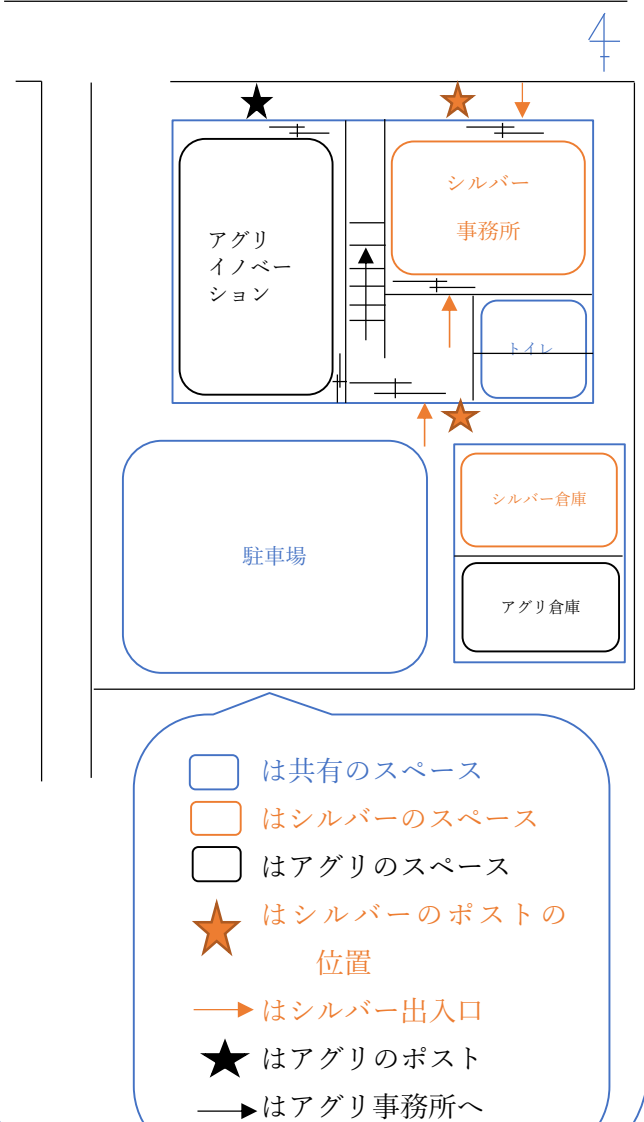 シルバー
事務所
アグリ
イノベー
ション
トイレ
シルバー倉庫
駐車場
アグリ倉庫
は共有のスペース
はシルバーのスペース
はアグリのスペース
はシルバーのポストの
位置
はシルバー出入口
はアグリのポスト
はアグリ事務所へ